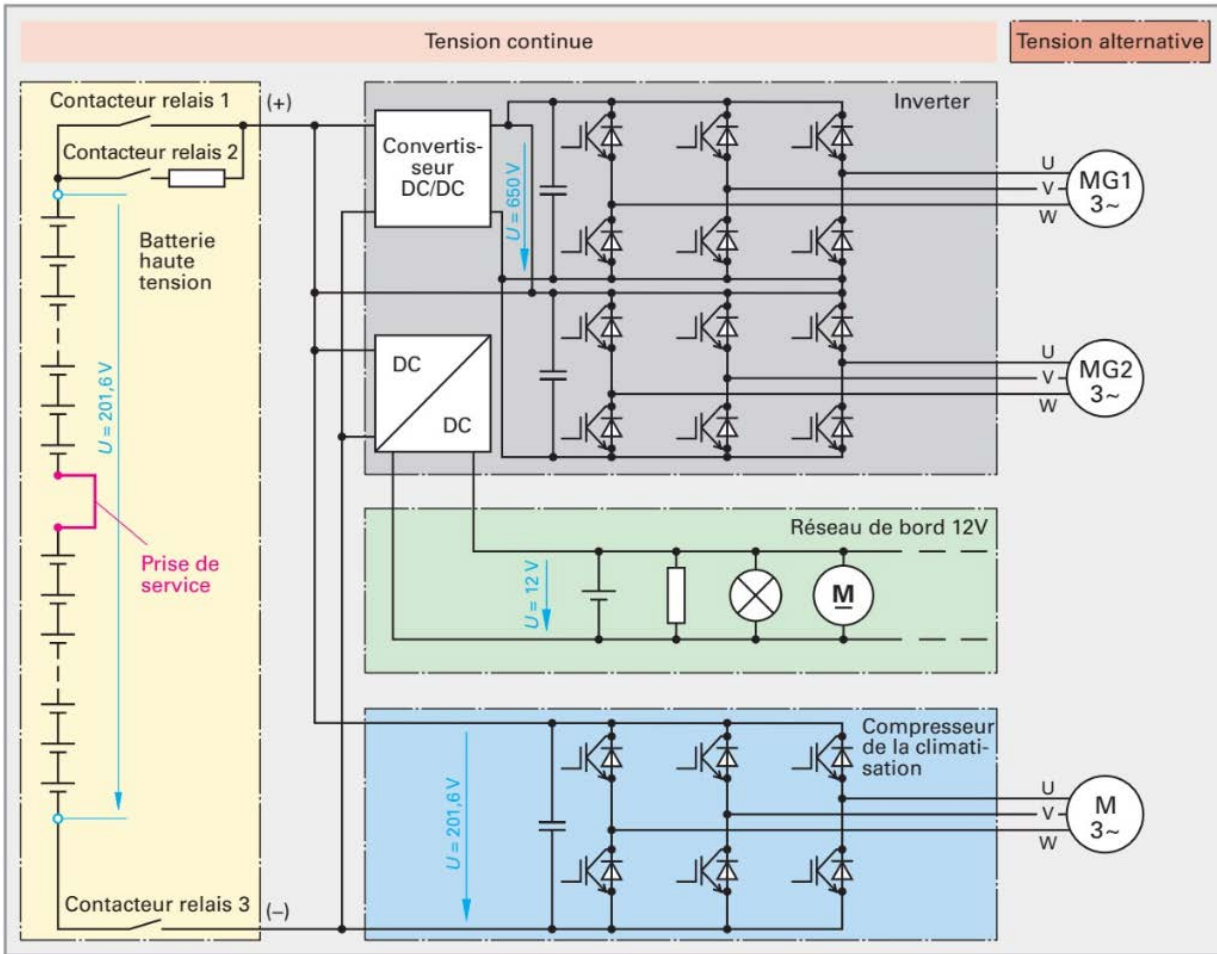 Tension continue
Tension alternative
Contacteur relais 1
(+)
Contacteur relais 2
Batterie
haute
tension
U = 201,6 V
Prise de
service
Contacteur relais 3
(–)
Inverter
Convertis-
seur
DC/DC
U = 650 V
DC
DC
U
V
W
MG1
3~
U
V
W
MG2
3~
Réseau de bord 12V
U = 12 V
M
Compresseur
de la climati-
sation
U = 201,6 V
U
V
W
M
3~